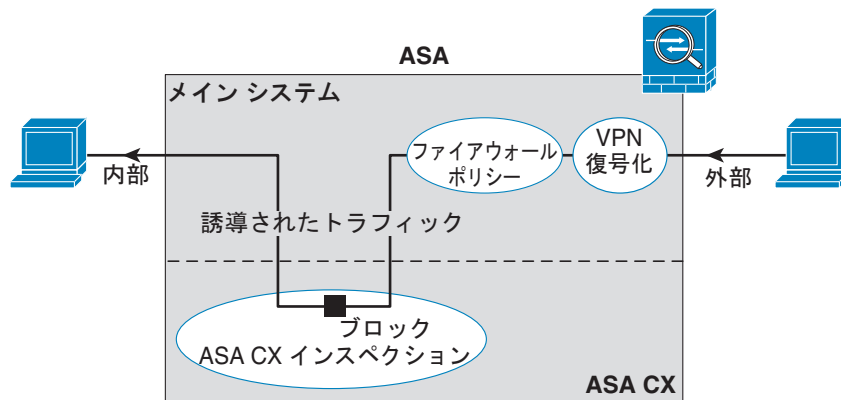 ASA
メイン システム
ファイアウォール
ポリシー
VPN
復号化
内部
外部
誘導されたトラフィック
ブロック
ASA CX インスペクション
ASA CX